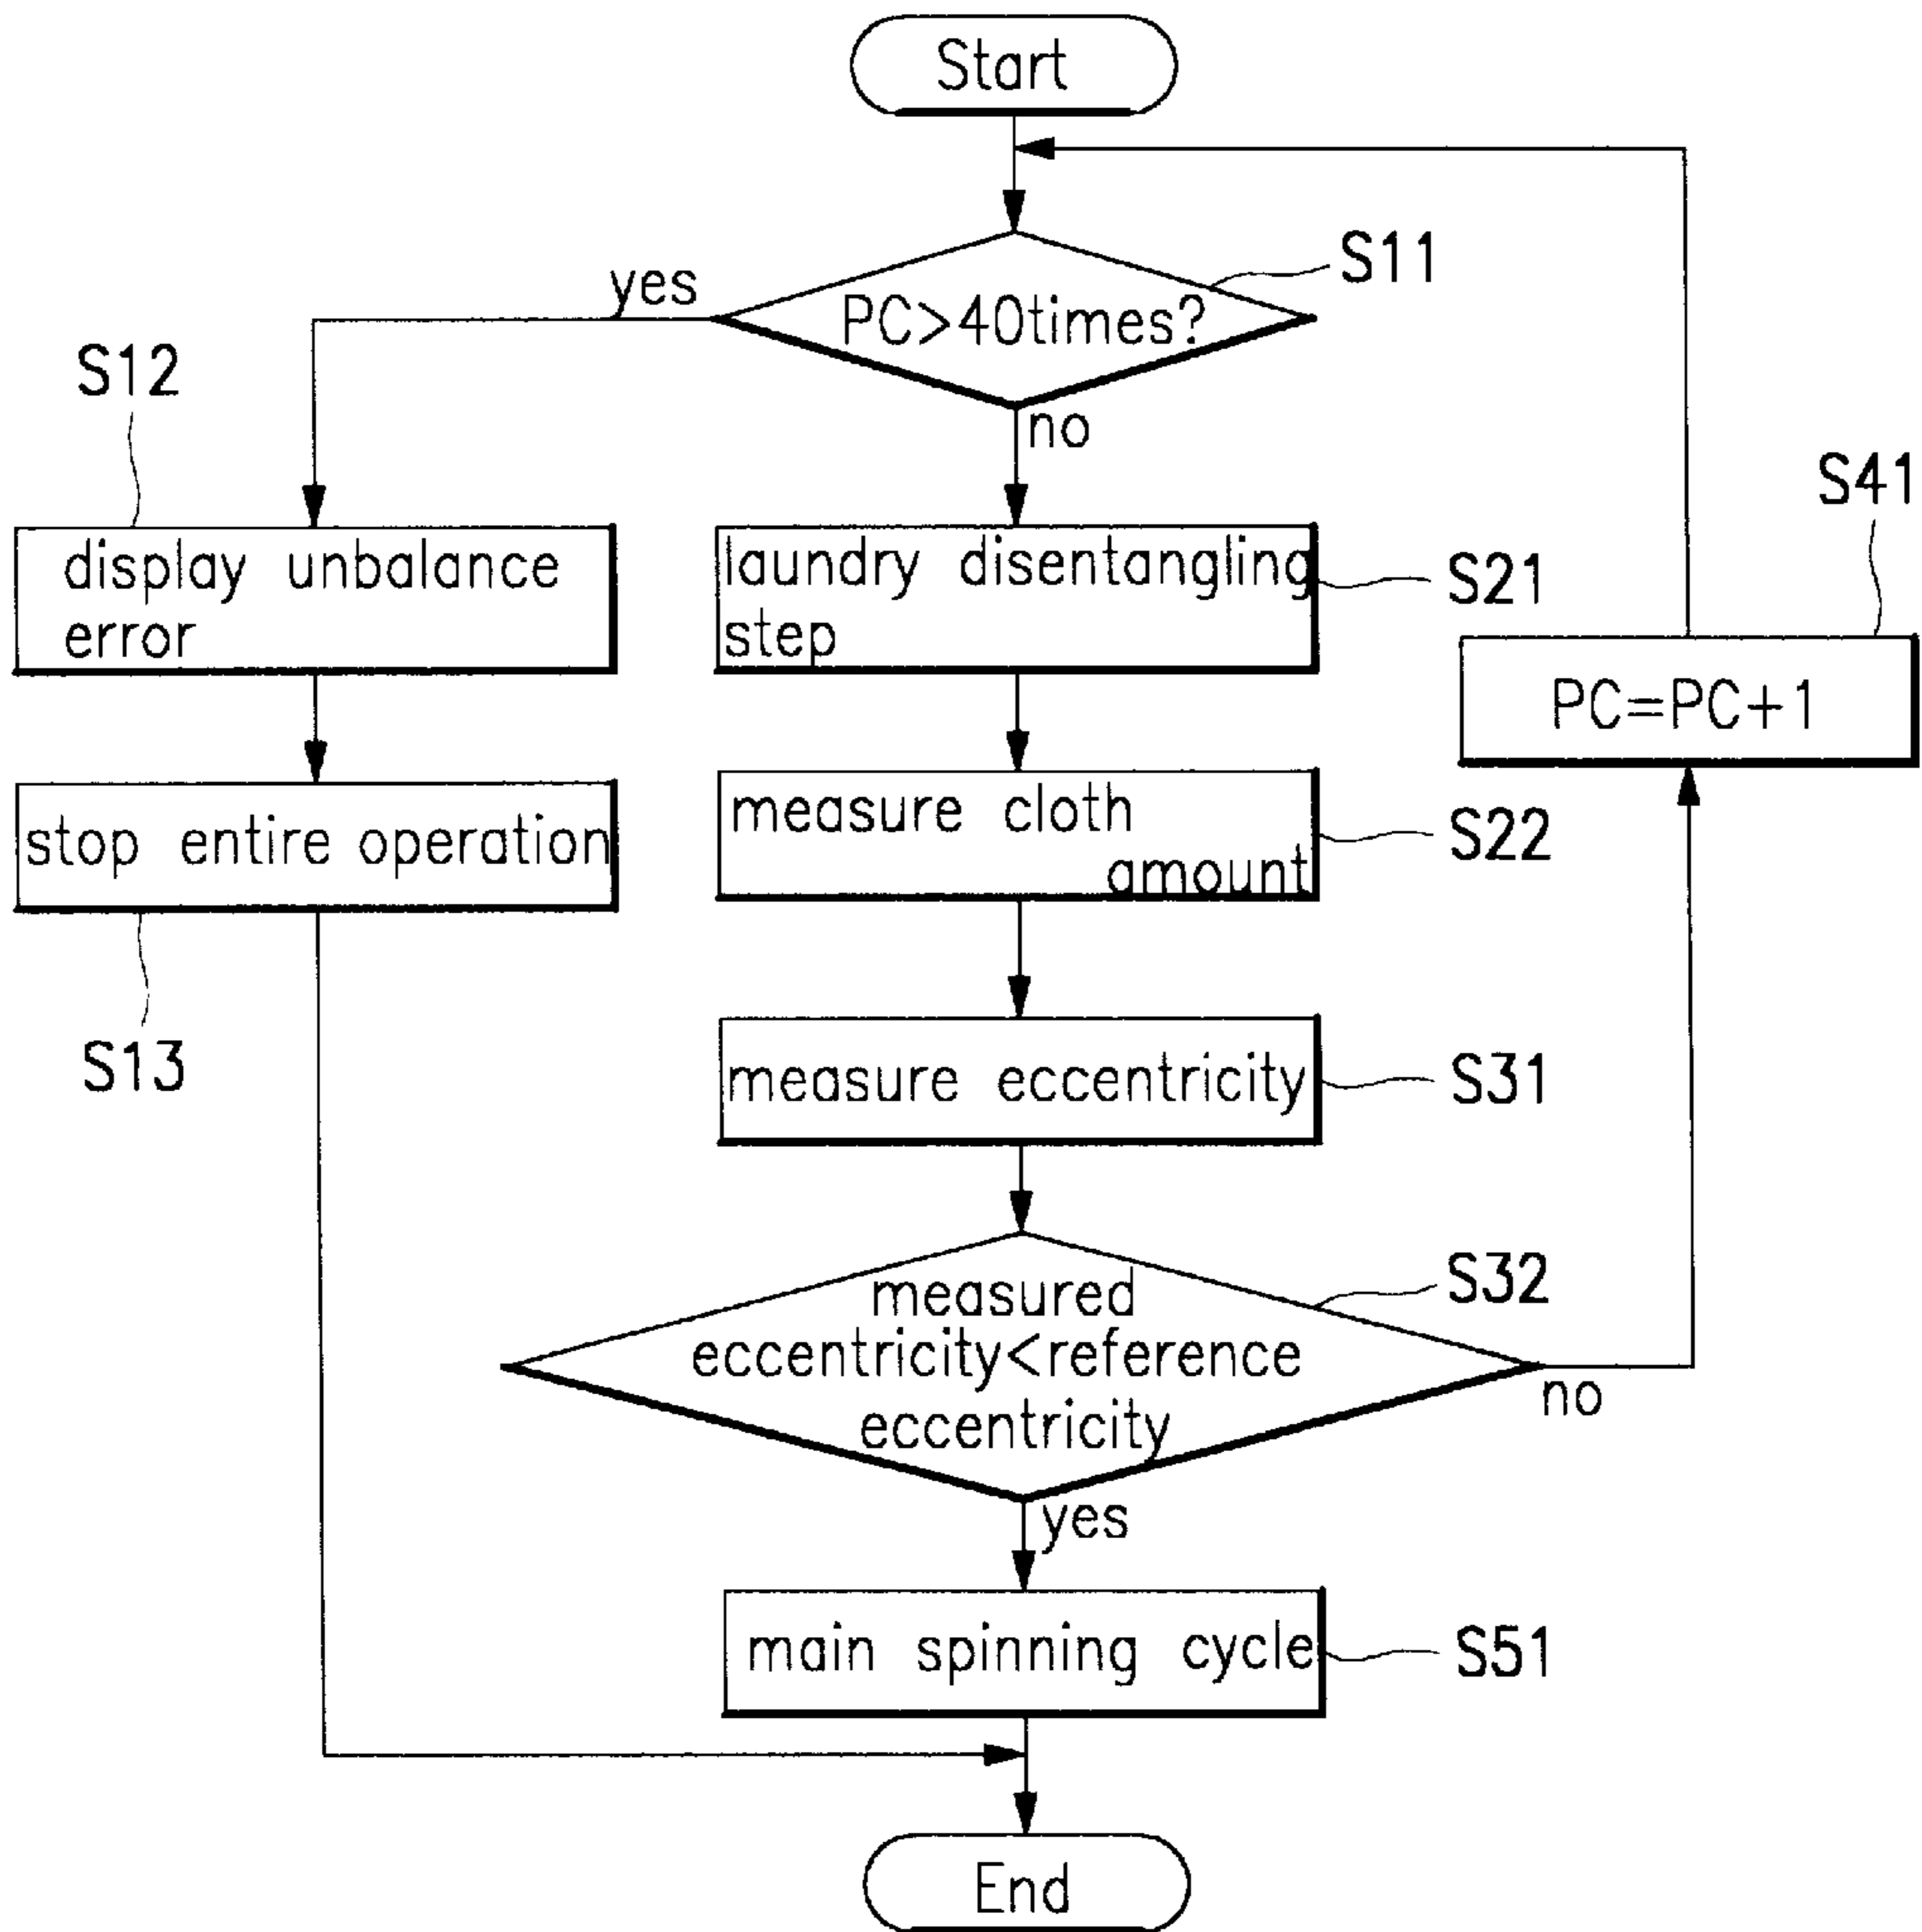 Start
S11
yes
PC>40times?
S12
no
S41
display unbalance
error
laundry disentangling
step
S21
PC=PC+1
stop entire operation
measure cloth
amount
S22
S13
measure eccentricity
S31
measured
eccentricity<reference
eccentricity
S32
no
yes
main spinning cycle
S51
End